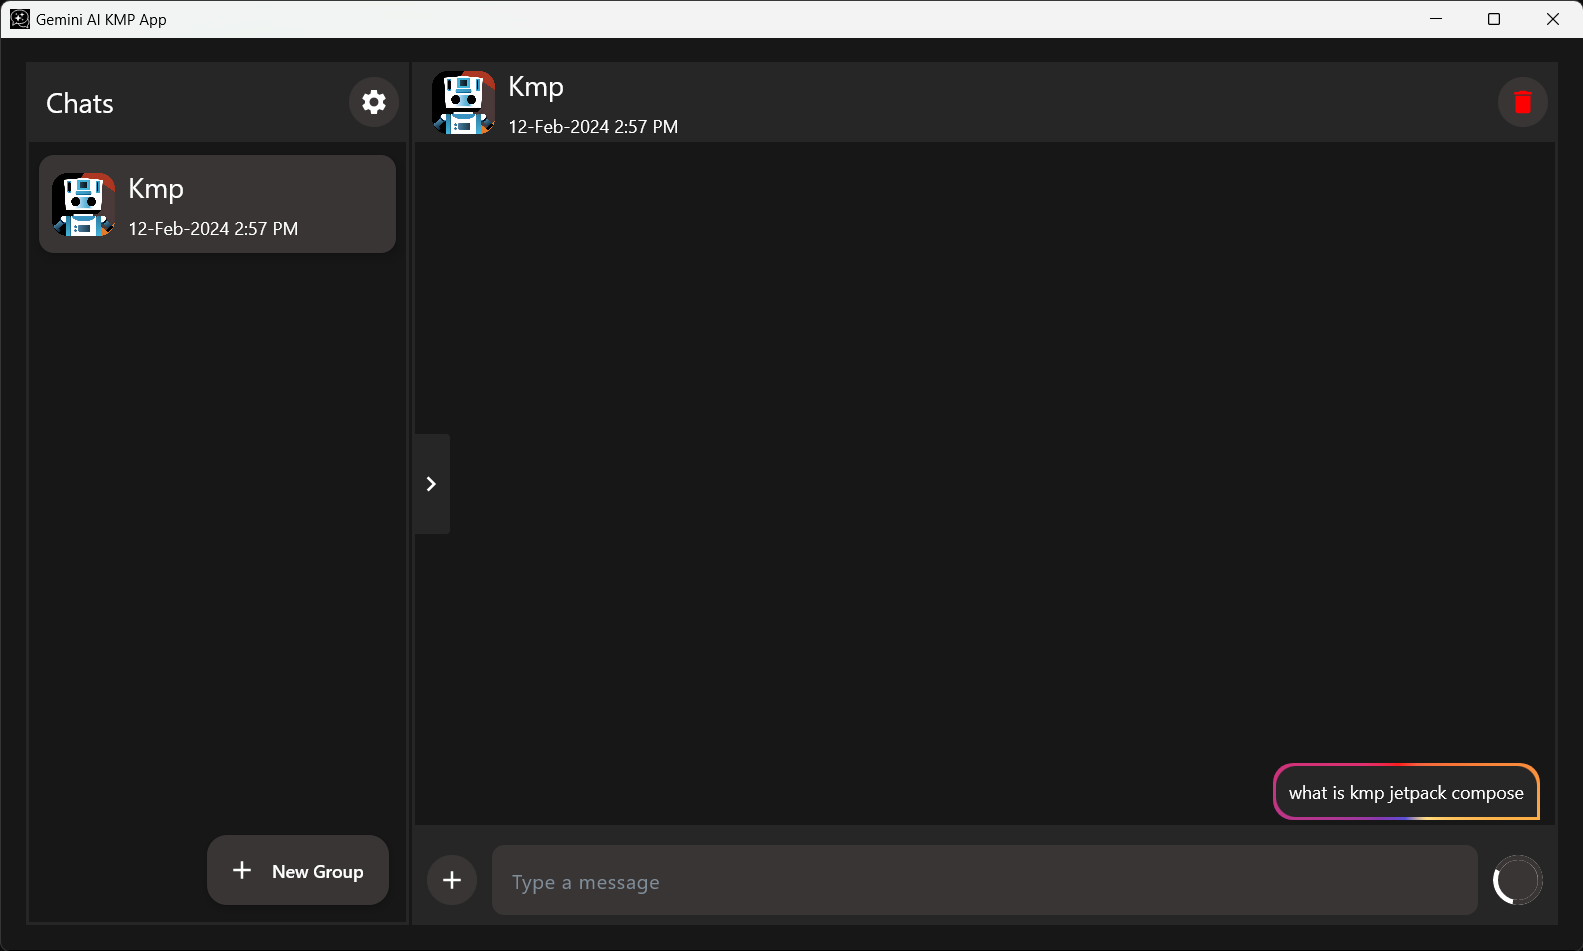 Gemini AI KMP App
Chats
Kmp
12-Feb-2024 2:57 PM
New Group
Kmp
12-Feb-2024 2:57 PM
what is kmp jetpack compose
Type a message